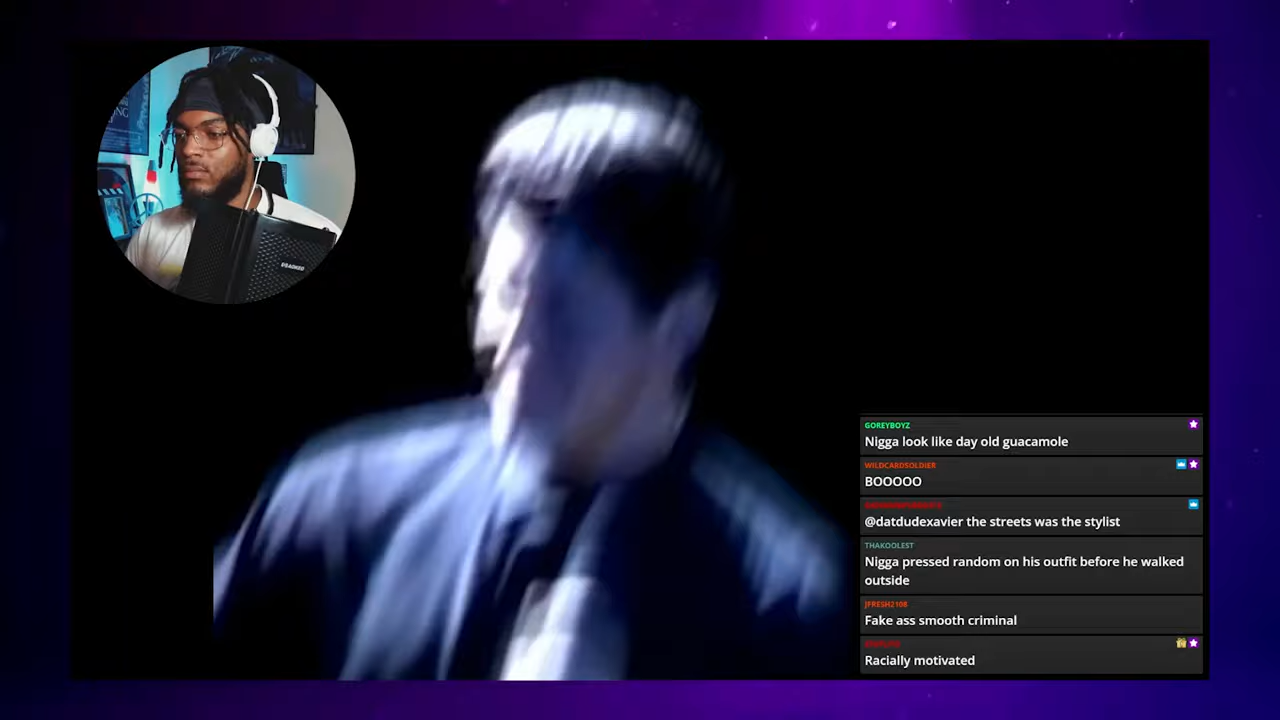 GOREYBOYZ
Nigga look like day old guacamole
WILDCARDSOLDIER
BOOOOO
@datdudexavier the streets was the stylist
THAKOOLEST
Nigga pressed random on his outfit before he walked
outside
JFRESH2108
Fake ass smooth criminal
Racially motivated